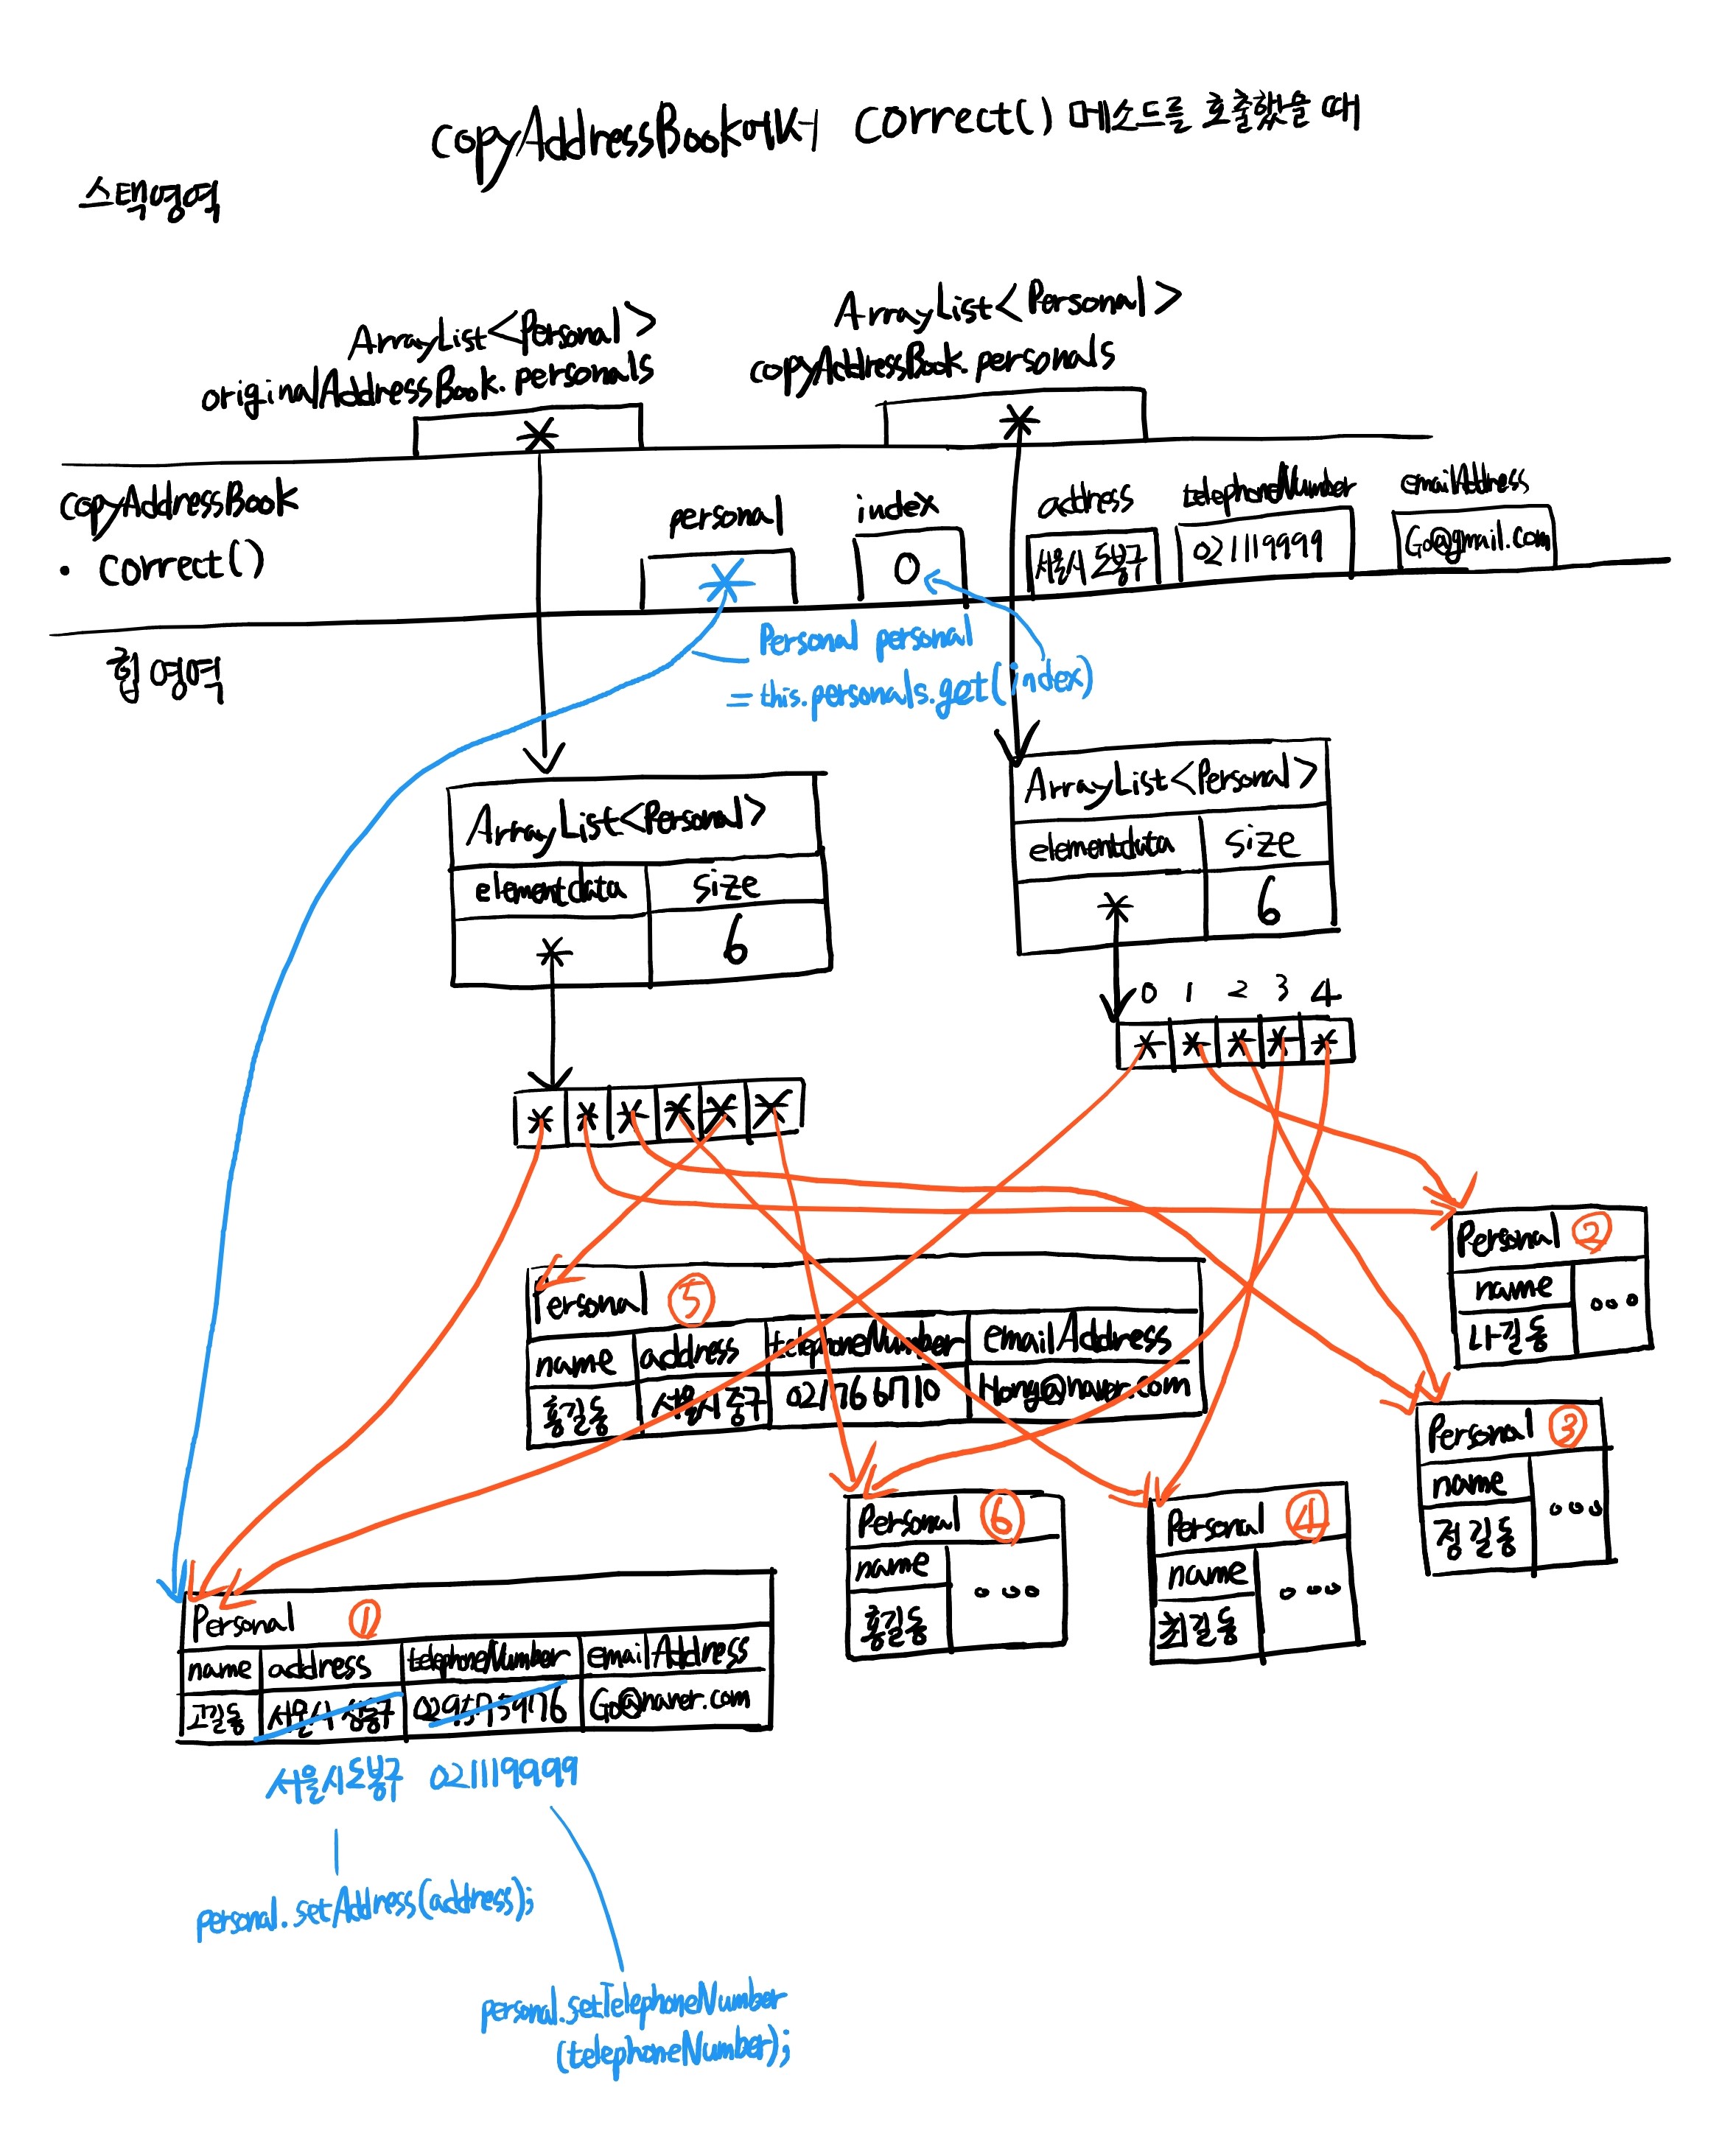 copyAddressBook에서 correct() 메소드를 호출했을 때
스택영역
ArrayList<Personal>
originalAddressBook.personals
*
ArrayList<Personal>
copyAddressBook.personals
*
copyAddressBook
• correct()
personal
*
index
0
address
서울시 도봉구
telephoneNumber
021119999
emailAddress
Go@gmail.com
힙 영역
Personal personal
= this.personals.get(index)
ArrayList<Personal>
elementdata size
* 6
ArrayList<Personal>
elementdata size
* 6
0 1 2 3 4
* * * * *
* * * * * *
Personal ②
name ...
나길동
Personal ⑤
name address telephoneNumber emailAddress
홍길동 서울시 중구 021766710 Hong@naver.com
Personal ③
name ...
정길동
Personal ⑥
name ...
홍길동
Personal ④
name ...
최길동
Personal ①
name address telephoneNumber emailAddress
고길동 서울시 성동구 029575976 Go@naver.com
서울시도봉구 021119999
personal.setAddress(address);
personal.setTelephoneNumber
(telephoneNumber);